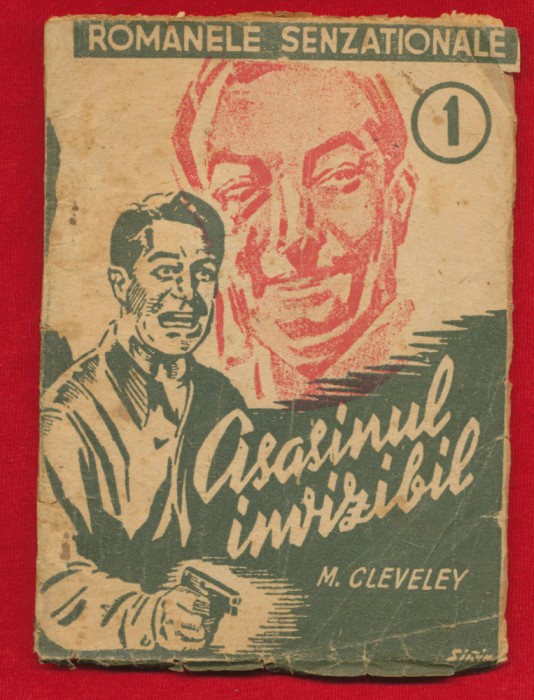 ROMANELE SENZATIONALE
1
Asasinul
invizibil
M. CLEVELEY